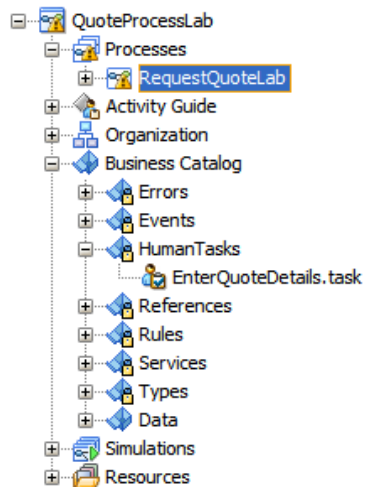 QuoteProcessLab
Processes
RequestQuoteLab
Activity Guide
Organization
Business Catalog
Errors
Events
HumanTasks
EnterQuoteDetails.task
References
Rules
Services
Types
Data
Simulations
Resources